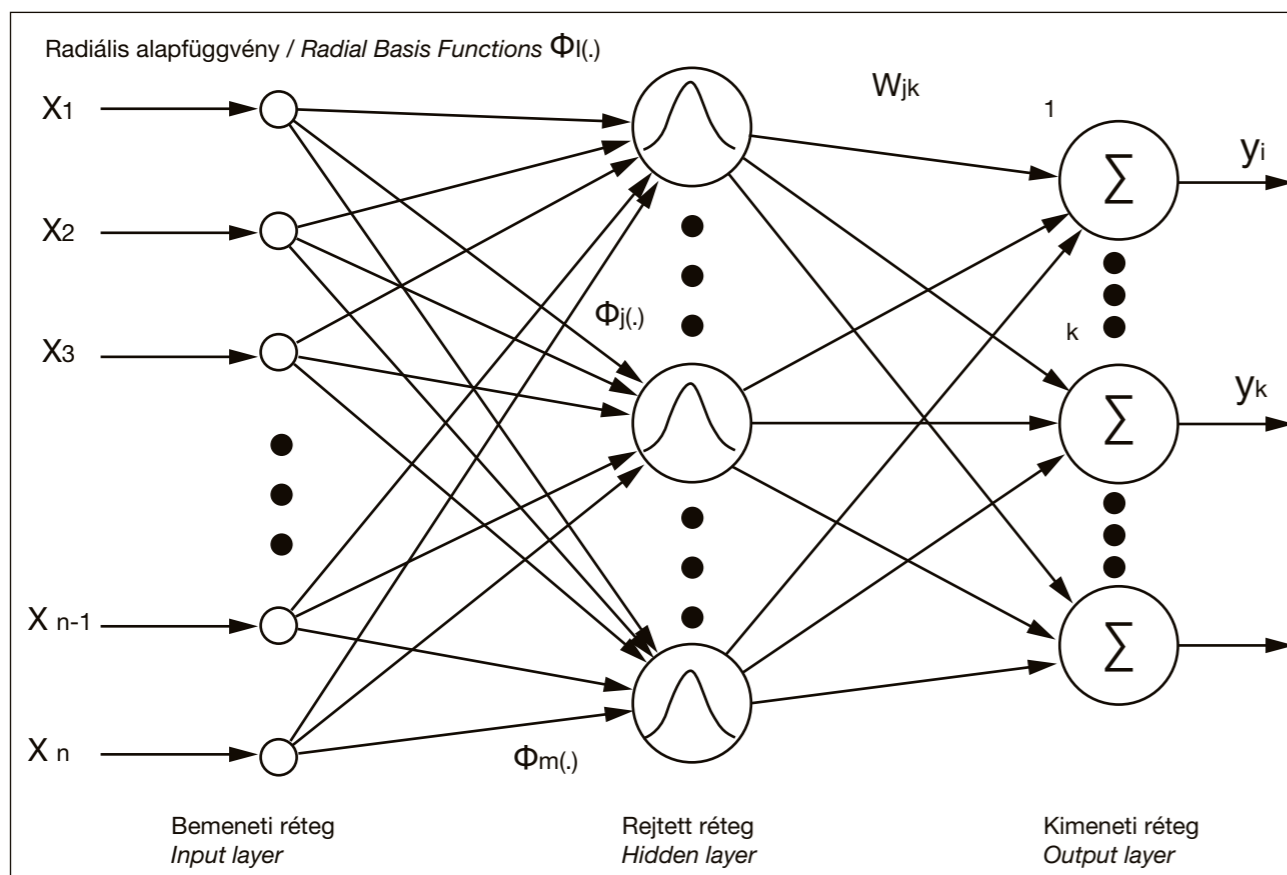 Radiális alapfüggvény / Radial Basis Functions Φl(.)
X1
Wjk
1
yi
X2
Σ
X3
Φj(.)
k
yk
Σ
X n-1
Σ
X n
Φm(.)
Bemeneti réteg
Input layer
Rejtett réteg
Hidden layer
Kimeneti réteg
Output layer